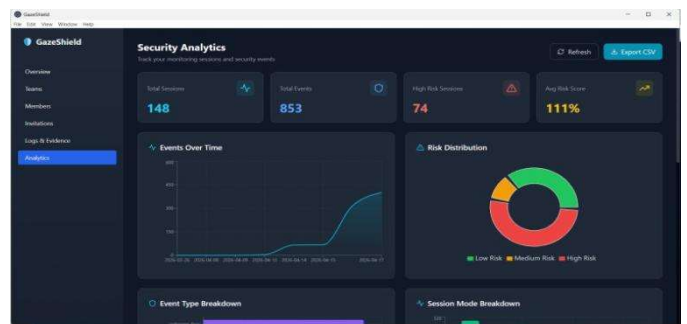 GazeShield
File Edit View Window Help
GazeShield
Security Analytics
Track your monitoring sessions and security events
Refresh
Export CSV
Overview
Teams
Members
Invitations
Logs & Evidence
Analytics
Total Sessions
148
Total Events
853
High Risk Sessions
74
Avg Risk Score
111%
Events Over Time
Risk Distribution
Low Risk
Medium Risk
High Risk
Event Type Breakdown
Session Mode Breakdown